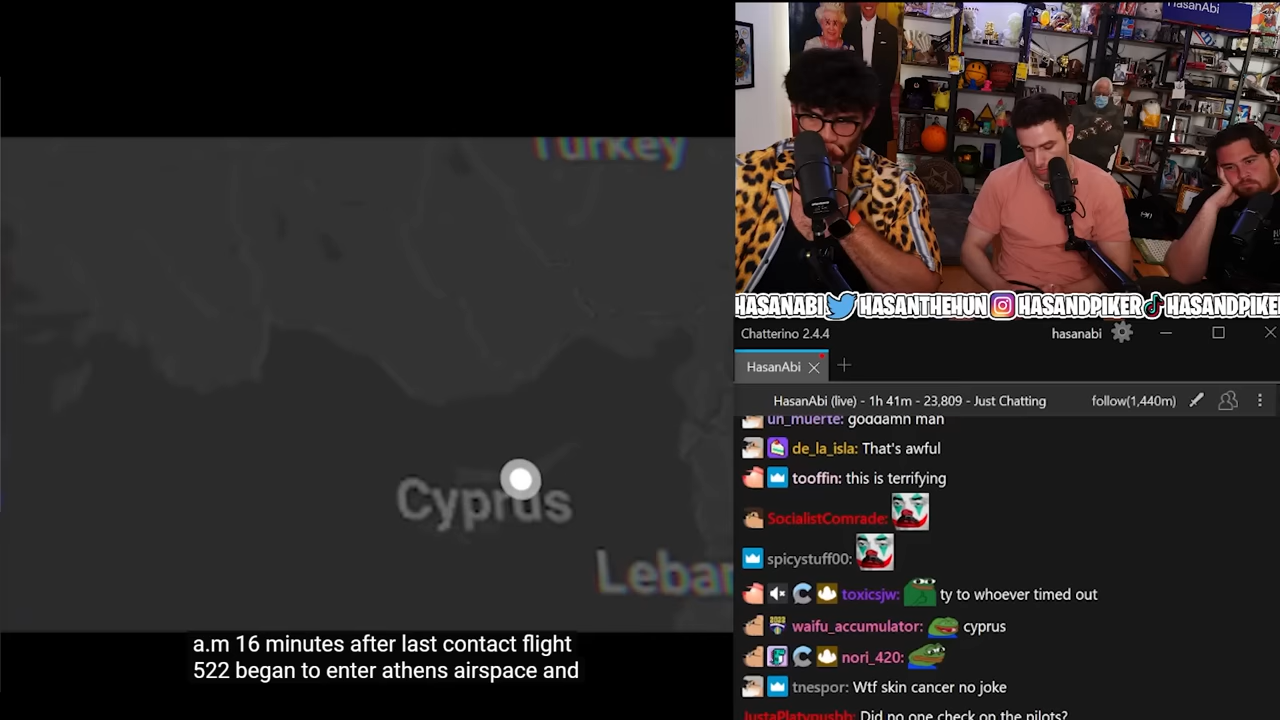 Turkey
Cyprus
Leban
a.m 16 minutes after last contact flight
522 began to enter athens airspace and
HasanAbi
HASANABI HASANTHEHUN HASANDPIKER HASANDPIKE
Chatterino 2.4.4 hasanabi
HasanAbi
HasanAbi (live) - 1h 41m - 23,809 - Just Chatting follow(1,440m)
un_muerte: goddamn man
de_la_isla: That's awful
tooffin: this is terrifying
SocialistComrade:
spicystuff00:
toxicsjw: ty to whoever timed out
waifu_accumulator: cyprus
nori_420:
tnespor: Wtf skin cancer no joke
justaPlatypushh: Did no one check on the pilots?